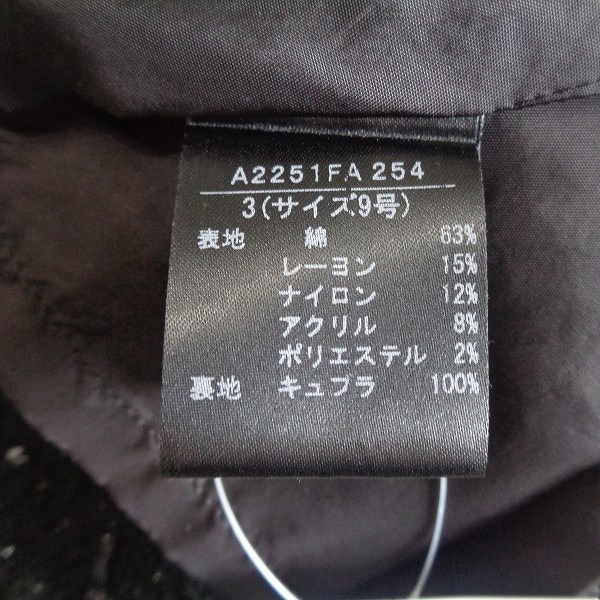 A2251FA 254
3(サイズ9号)
表地 綿 63%
レーヨン 15%
ナイロン 12%
アクリル 8%
ポリエステル 2%
裏地 キュプラ 100%